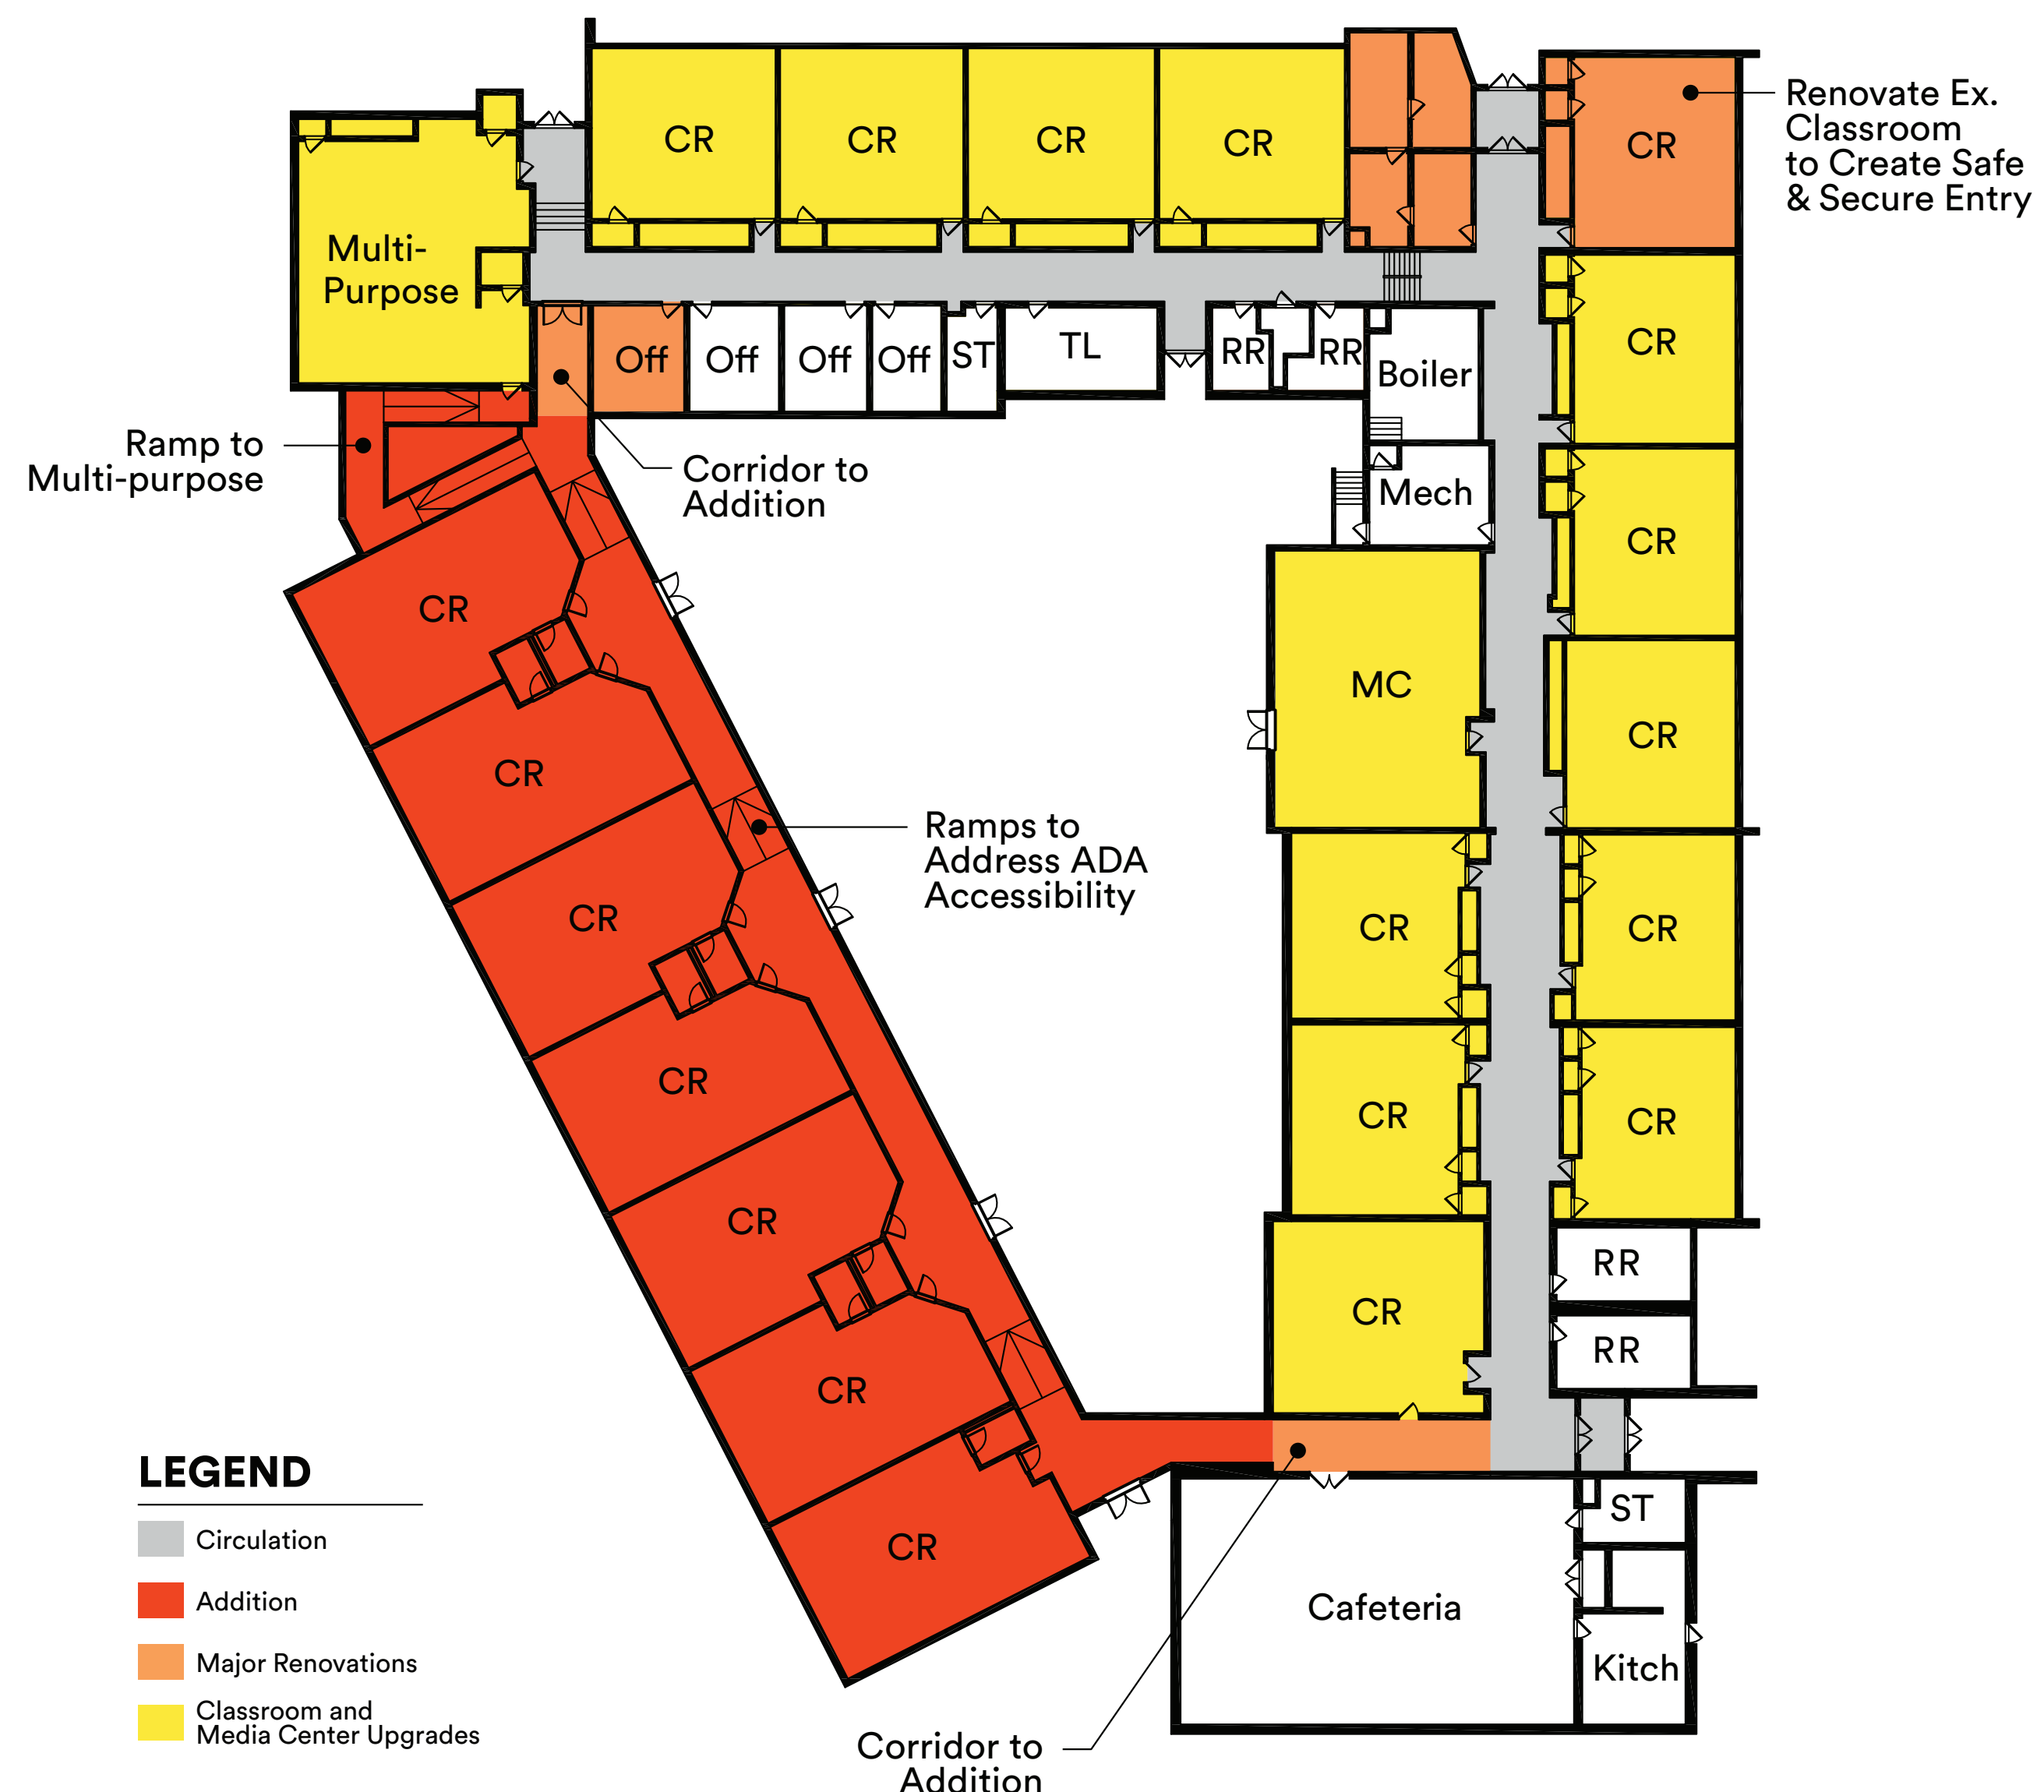 CR
CR
CR
CR
CR
Renovate Ex.
Classroom
to Create Safe
& Secure Entry
Multi-
Purpose
Off
Off
Off
Off
ST
TL
RR
RR
Boiler
CR
Ramp to
Multi-purpose
Corridor to
Addition
Mech
CR
CR
CR
MC
CR
CR
Ramps to
Address ADA
Accessibility
CR
CR
CR
CR
CR
CR
CR
RR
CR
RR
CR
CR
ST
Cafeteria
Kitch
Corridor to
Addition
LEGEND
Circulation
Addition
Major Renovations
Classroom and
Media Center Upgrades